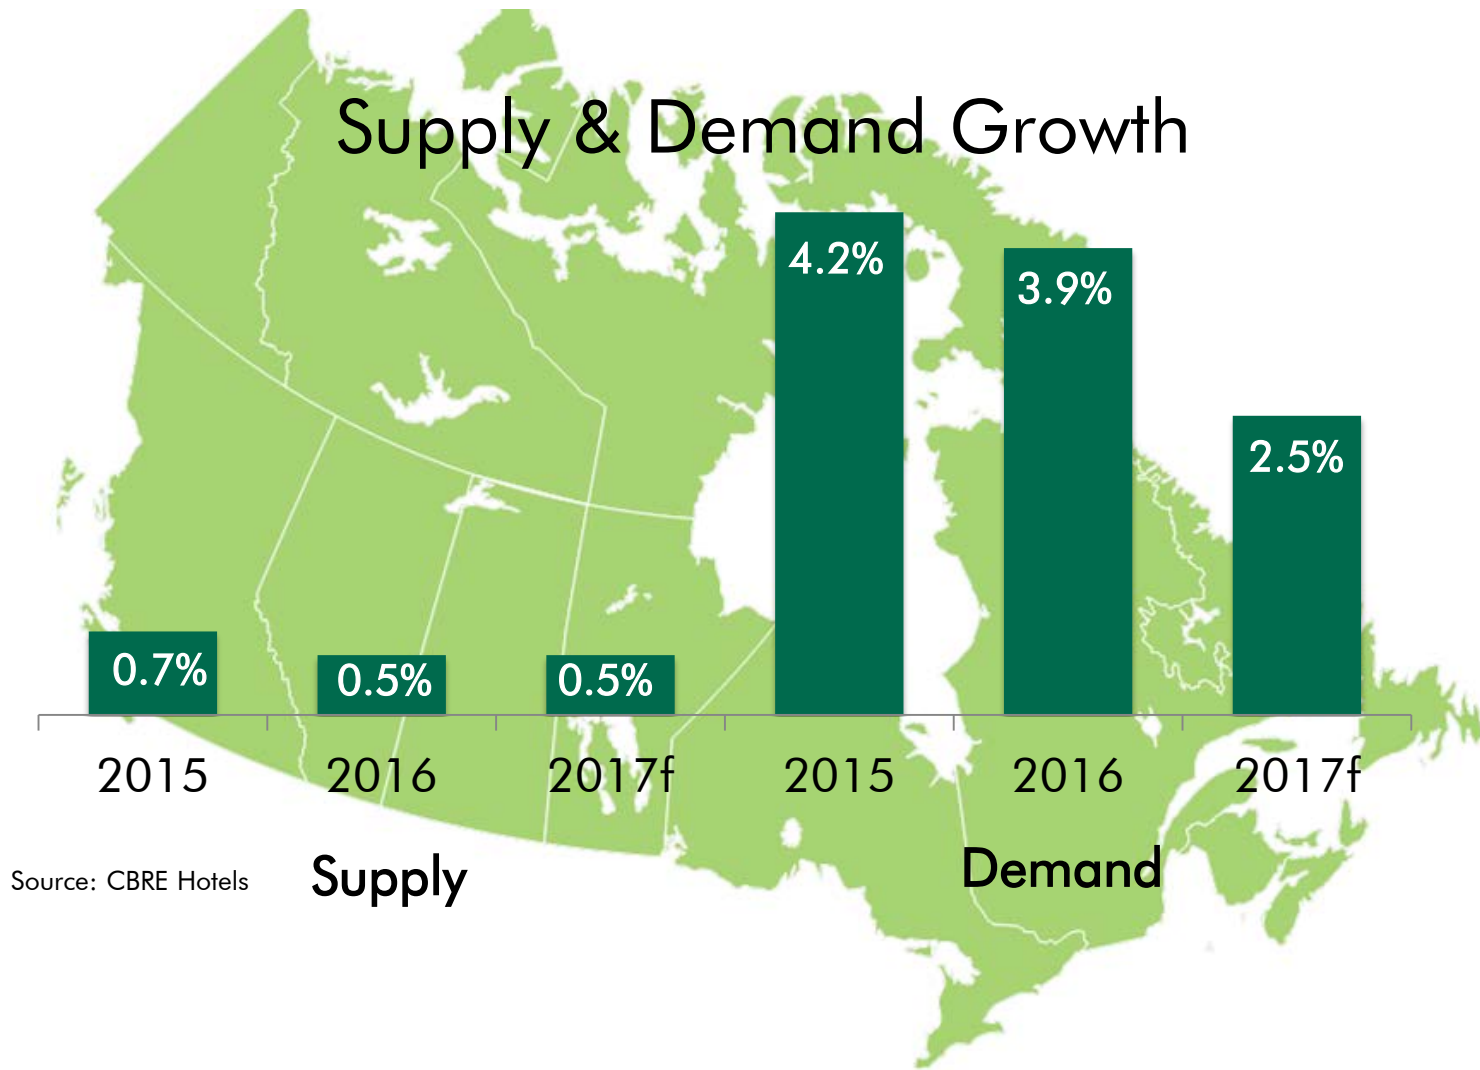 Supply & Demand Growth
4.2%
3.9%
2.5%
0.7%
0.5%
0.5%
2015
2016
2017f
2015
2016
2017f
Source: CBRE Hotels
Supply
Demand